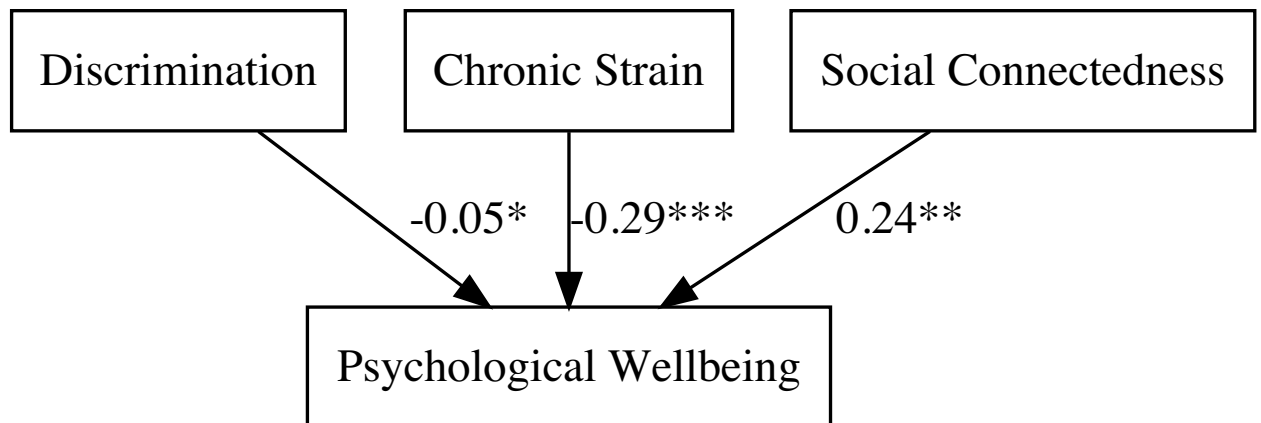 Discrimination
Chronic Strain
Social Connectedness
-0.05*
-0.29***
0.24**
Psychological Wellbeing